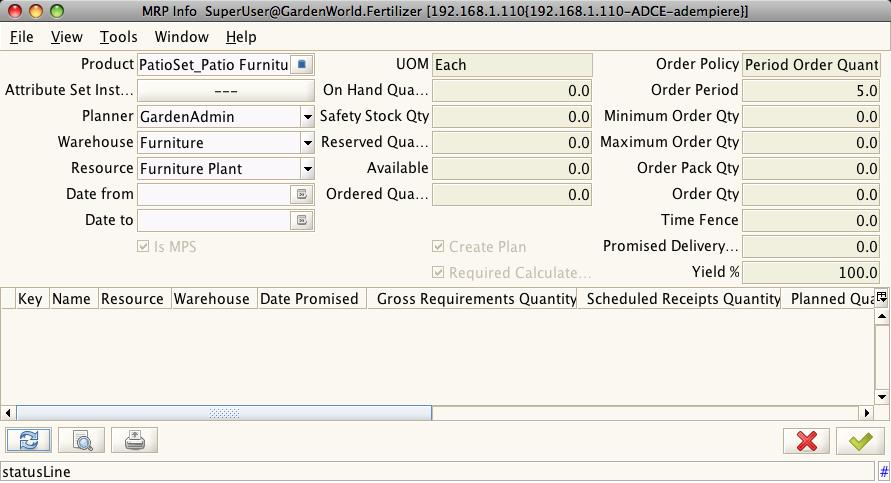 MRP Info  SuperUser@GardenWorld.Fertilizer [192.168.1.110{192.168.1.110-ADCE-adempiere}]
File View Tools Window Help
Product PatioSet_Patio Furnitu UOM Each Order Policy Period Order Quant
Attribute Set Inst... --- On Hand Qua... 0.0 Order Period 5.0
Planner GardenAdmin Safety Stock Qty 0.0 Minimum Order Qty 0.0
Warehouse Furniture Reserved Qua... 0.0 Maximum Order Qty 0.0
Resource Furniture Plant Available 0.0 Order Pack Qty 0.0
Date from Ordered Qua... 0.0 Order Qty 0.0
Date to Time Fence 0.0
Is MPS Create Plan Promised Delivery... 0.0
Required Calculate... Yield % 100.0
Key Name Resource Warehouse Date Promised Gross Requirements Quantity Scheduled Receipts Quantity Planned Qua
statusLine #